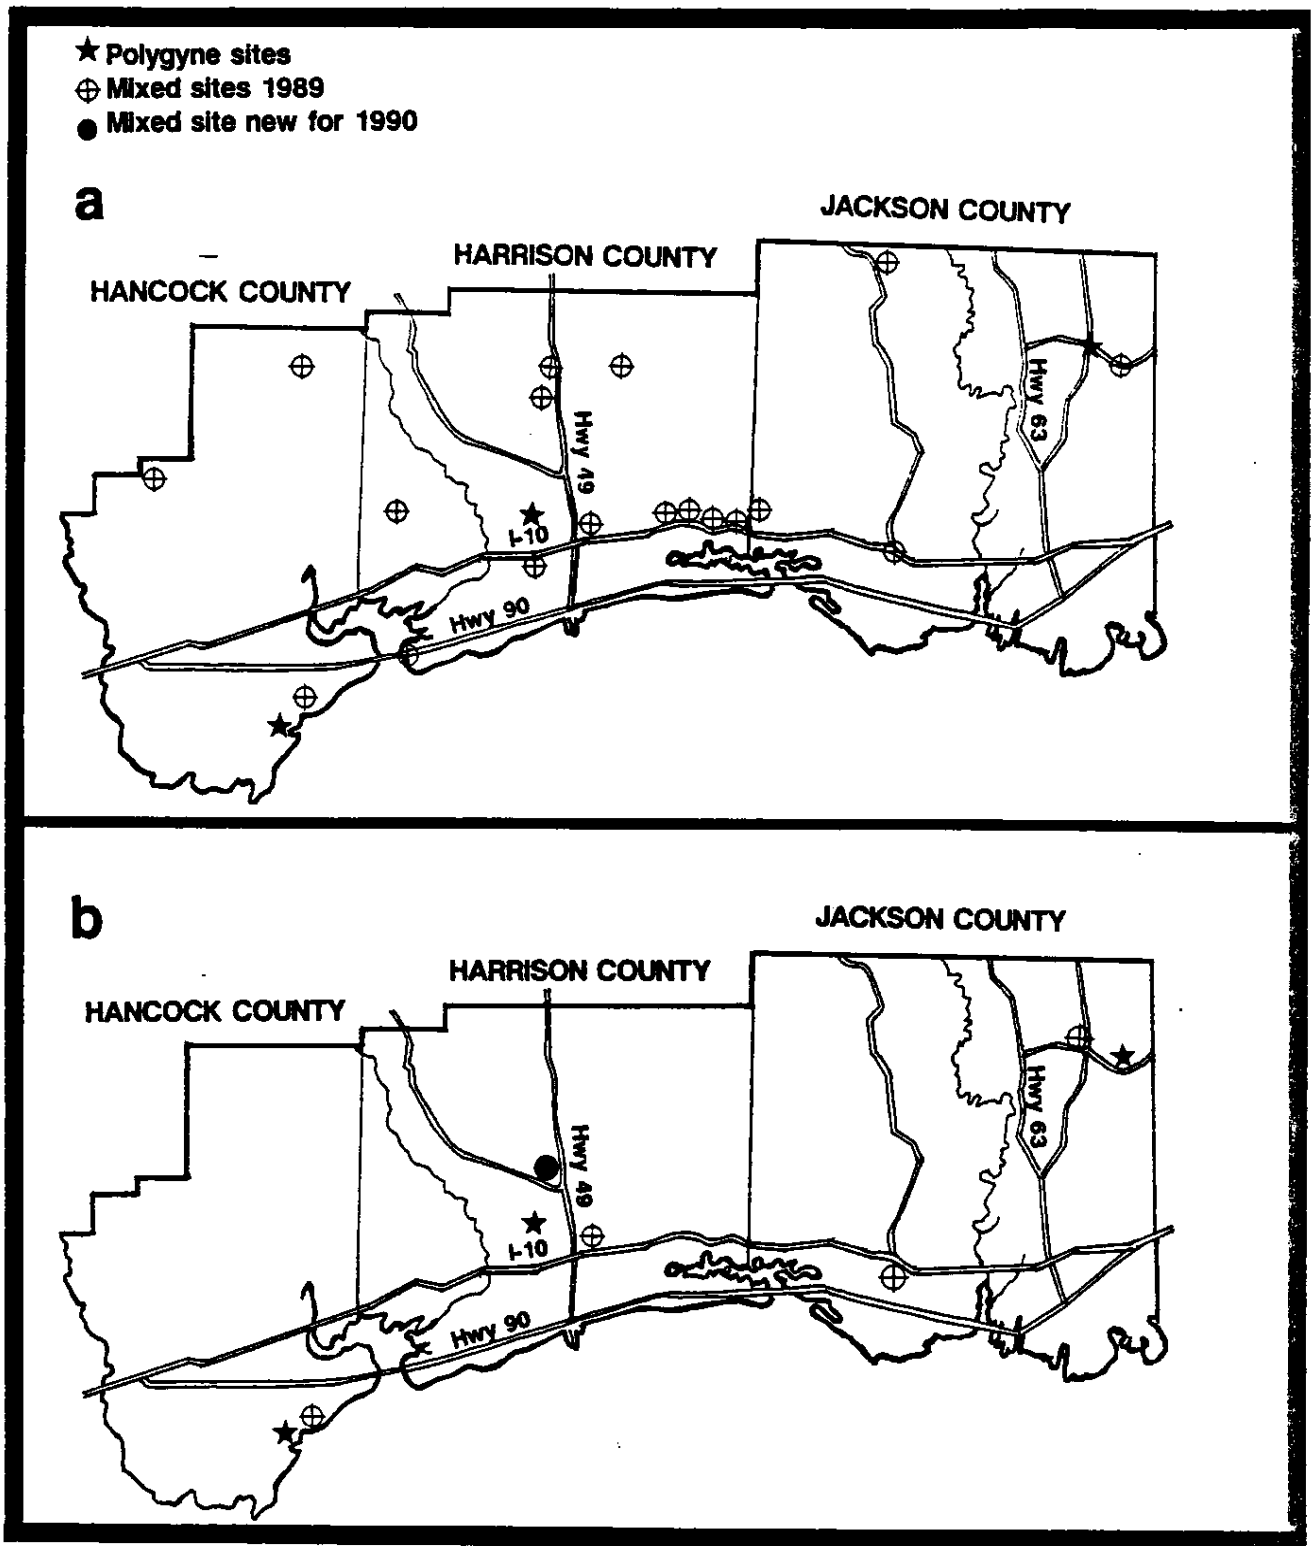 Polygyne sites
Mixed sites 1989
Mixed site new for 1990
a
JACKSON COUNTY
HARRISON COUNTY
HANCOCK COUNTY
Hwy 63
Hwy 49
I-10
Hwy 90
b
JACKSON COUNTY
HARRISON COUNTY
HANCOCK COUNTY
Hwy 63
Hwy 49
I-10
Hwy 90